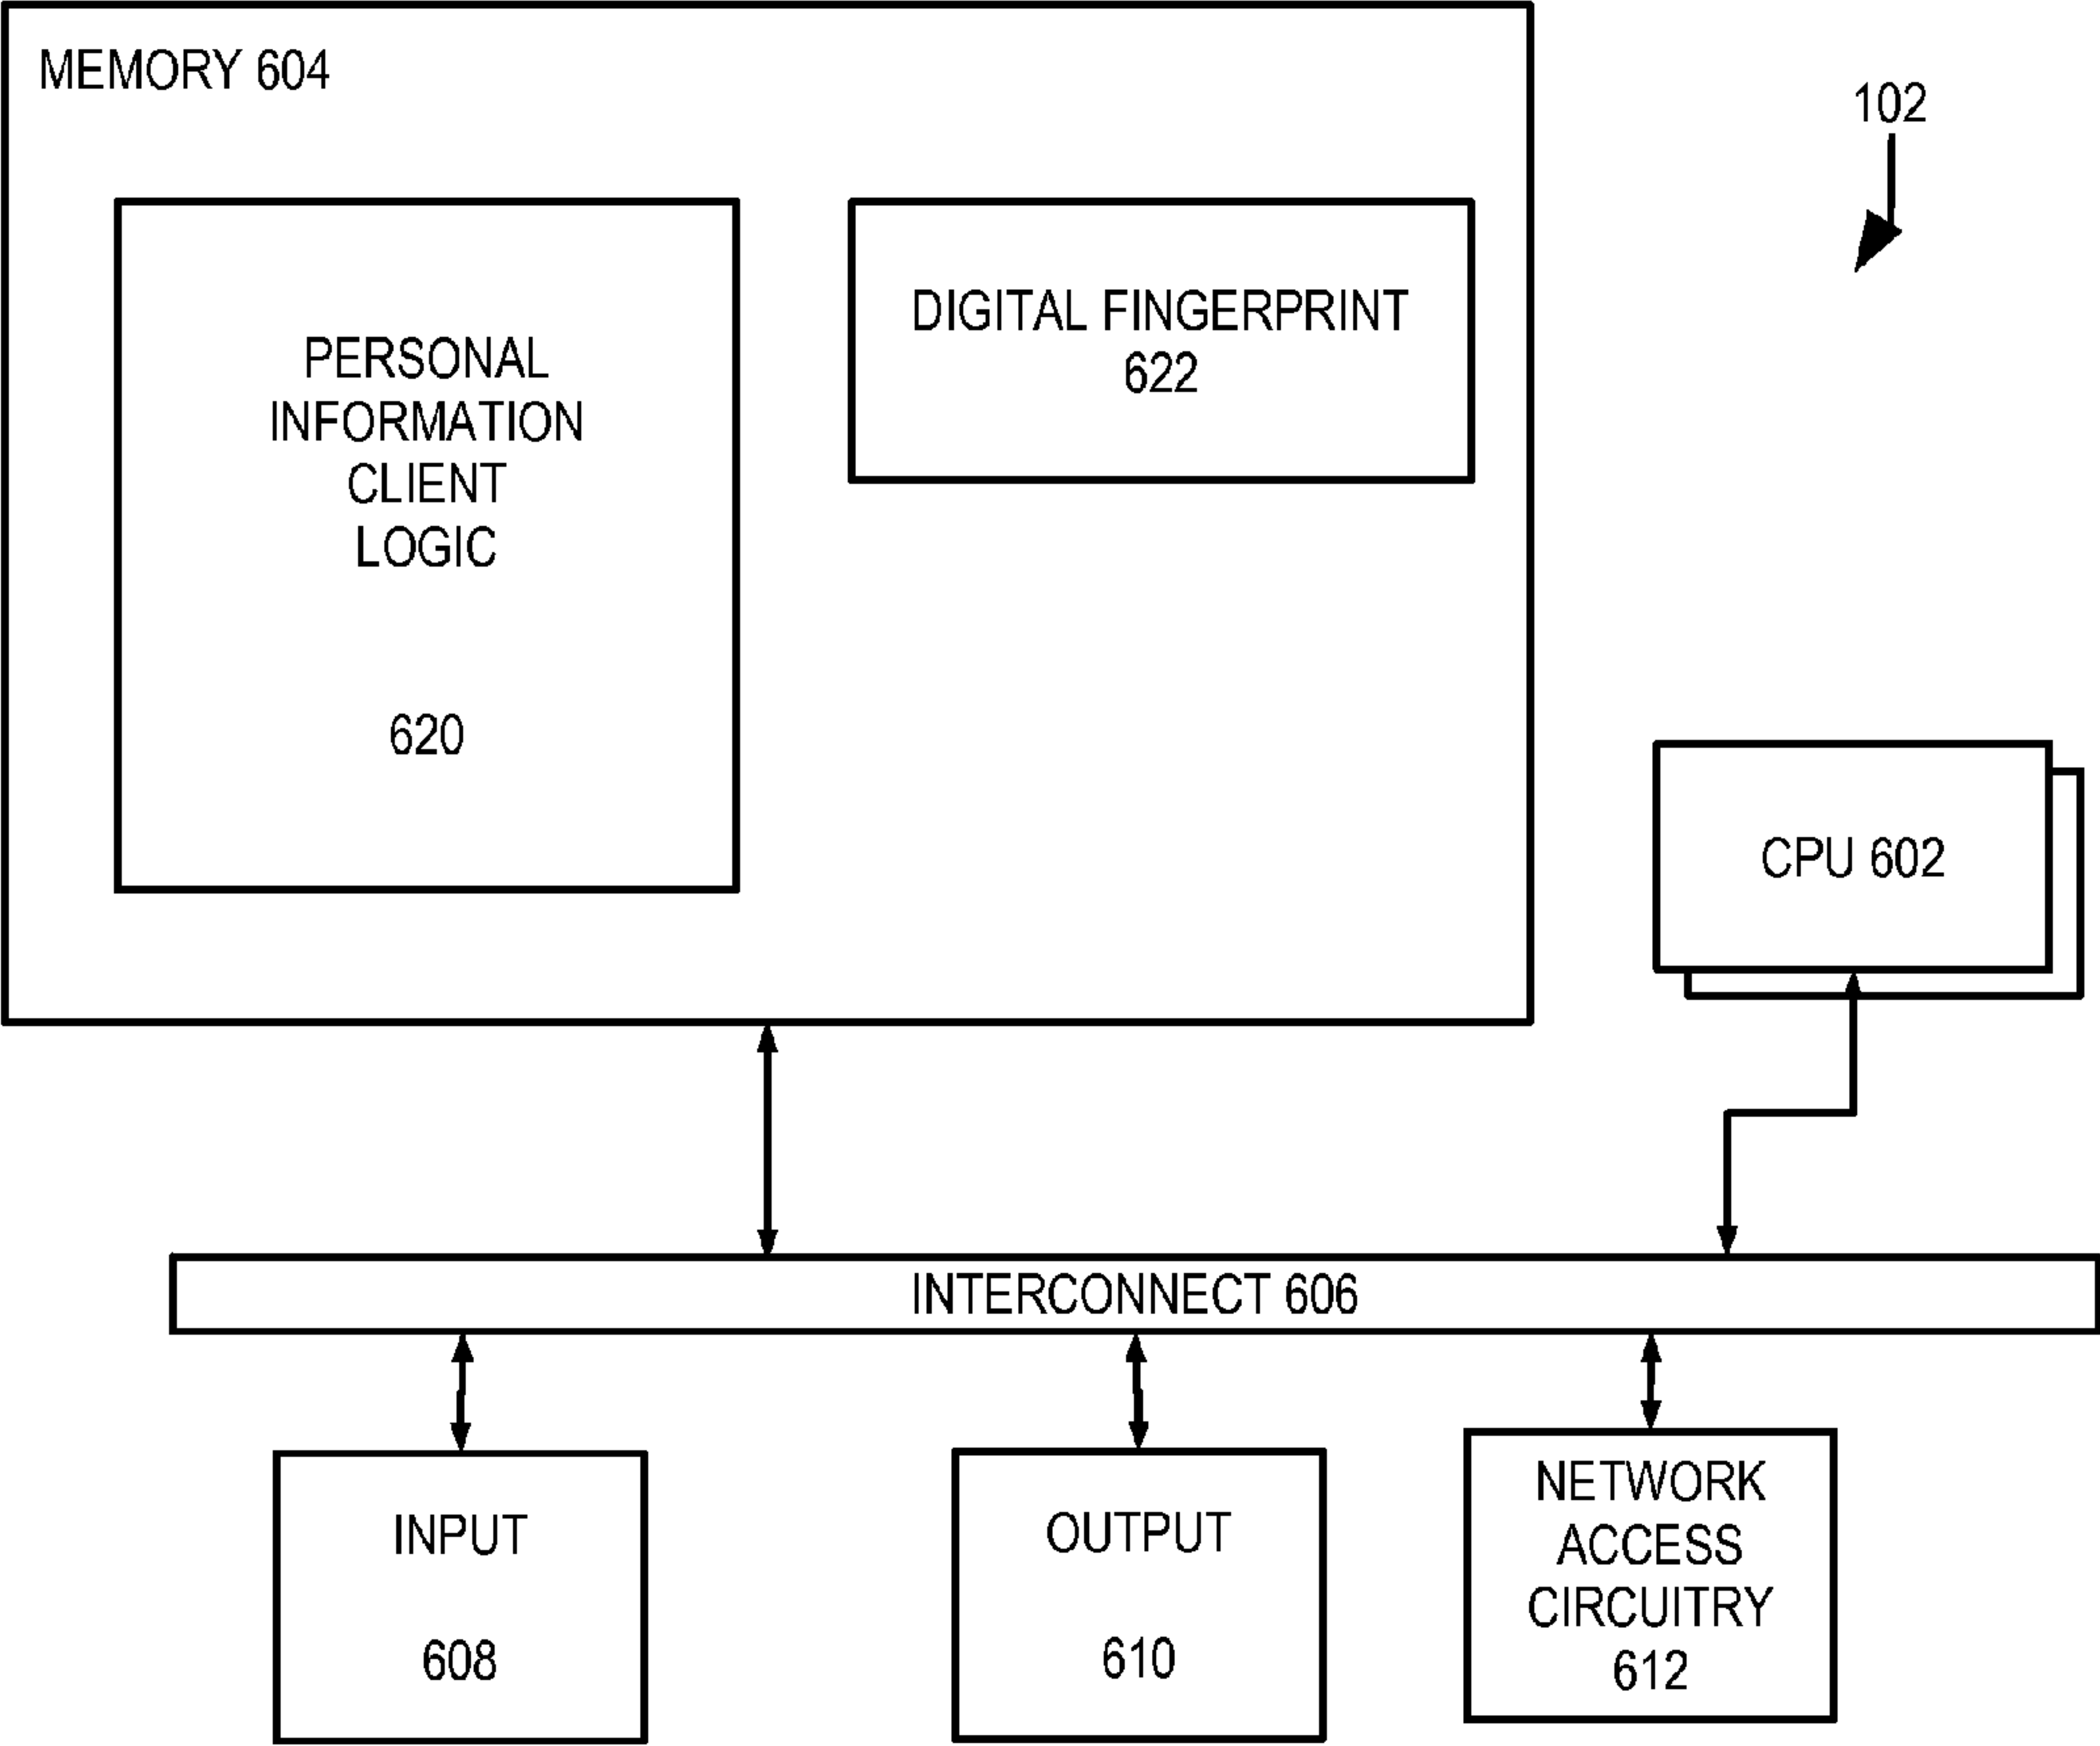 MEMORY 604
102
PERSONAL
INFORMATION
CLIENT
LOGIC
620
DIGITAL FINGERPRINT
622
CPU 602
INTERCONNECT 606
INPUT
608
OUTPUT
610
NETWORK
ACCESS
CIRCUITRY
612